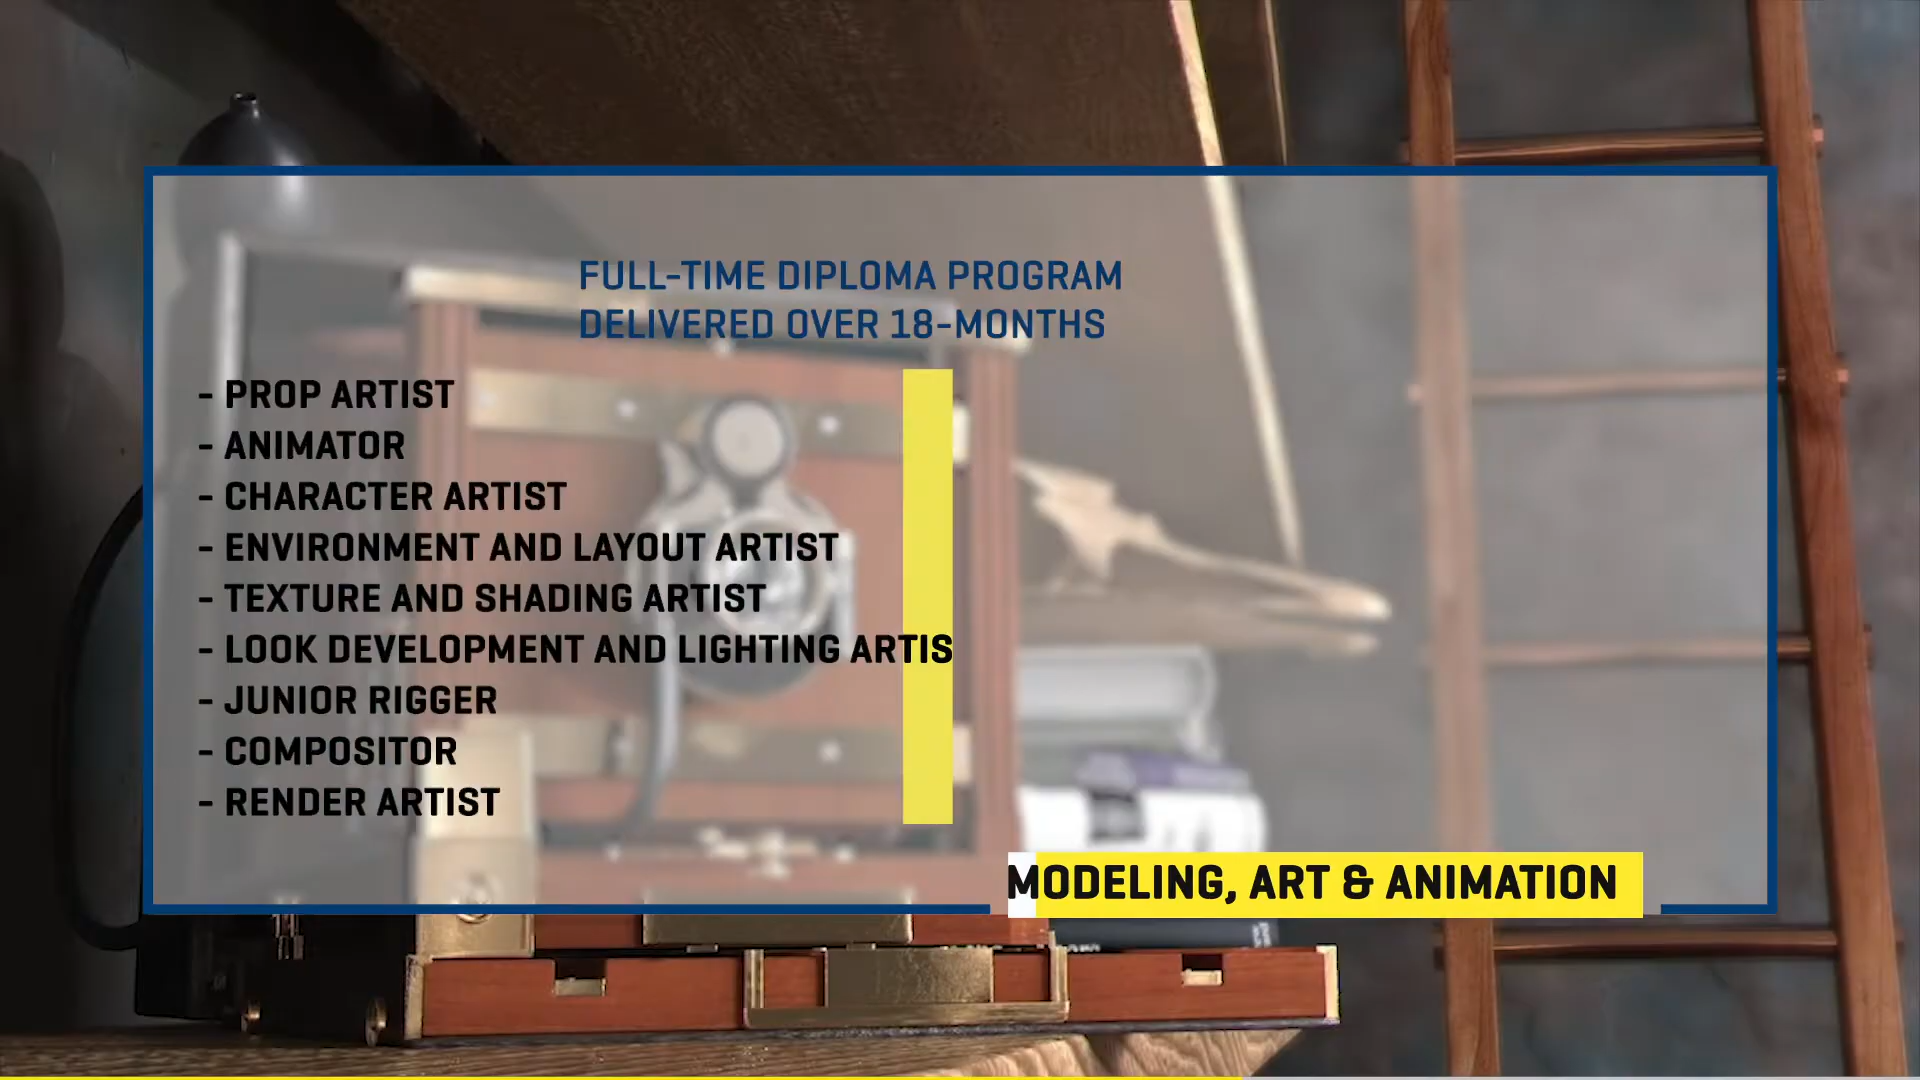 FULL-TIME DIPLOMA PROGRAM
DELIVERED OVER 18-MONTHS
- PROP ARTIST
- ANIMATOR
- CHARACTER ARTIST
- ENVIRONMENT AND LAYOUT ARTIST
- TEXTURE AND SHADING ARTIST
- LOOK DEVELOPMENT AND LIGHTING ARTIS
- JUNIOR RIGGER
- COMPOSITOR
- RENDER ARTIST
MODELING, ART & ANIMATION